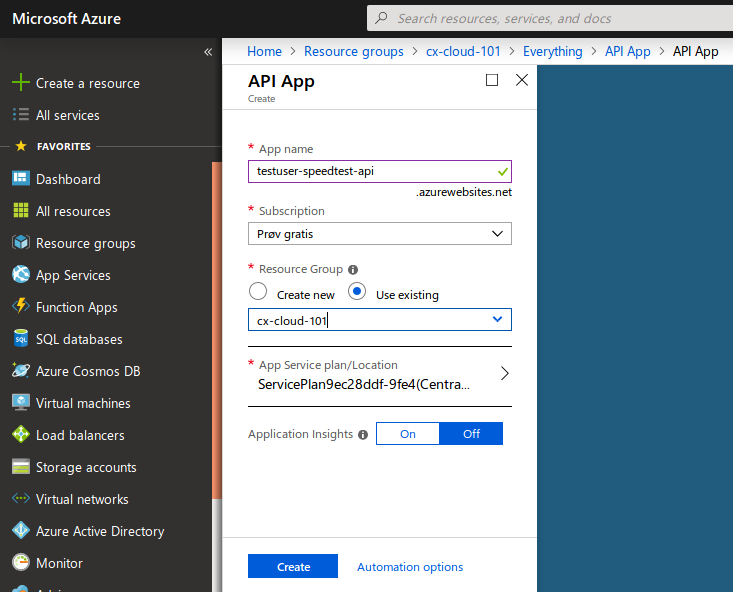 Microsoft Azure
Search resources, services, and docs
«
Home > Resource groups > cx-cloud-101 > Everything > API App > API App
Create a resource
All services
FAVORITES
Dashboard
All resources
Resource groups
App Services
Function Apps
SQL databases
Azure Cosmos DB
Virtual machines
Load balancers
Storage accounts
Virtual networks
Azure Active Directory
Monitor
API App
Create
* App name
testuser-speedtest-api
.azurewebsites.net
* Subscription
Prøv gratis
* Resource Group
Create new
Use existing
cx-cloud-101
* App Service plan/Location
ServicePlan9ec28ddf-9fe4(Centra...
Application Insights
On
Off
Create
Automation options